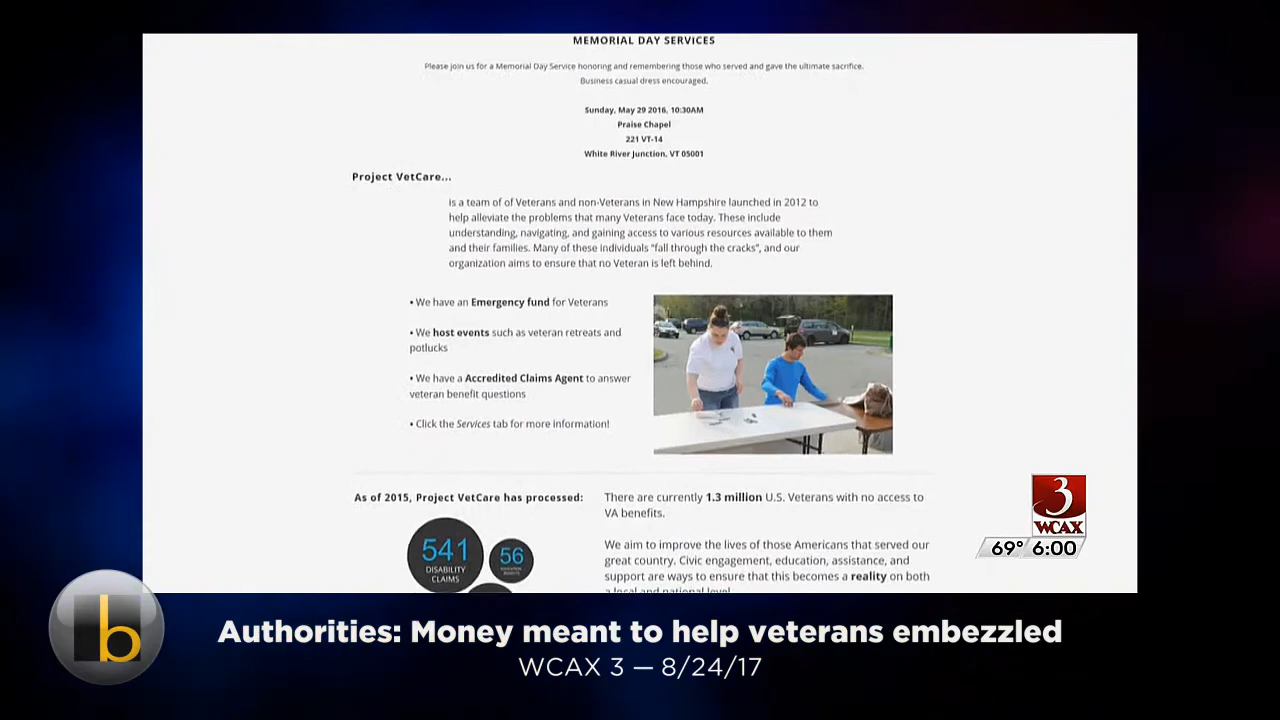 MEMORIAL DAY SERVICES
Please join us for a Memorial Day Service honoring and remembering those who served and gave the ultimate sacrifice.
Business casual dress encouraged.
Sunday, May 29 2016, 10:30AM
Praise Chapel
221 VT-14
White River Junction, VT 05001
Project VetCare...
is a team of of Veterans and non-Veterans in New Hampshire launched in 2012 to
help alleviate the problems that many Veterans face today. These include
understanding, navigating, and gaining access to various resources available to them
and their families. Many of these individuals "fall through the cracks", and our
organization aims to ensure that no Veteran is left behind.
• We have an Emergency fund for Veterans
• We host events such as veteran retreats and
potlucks
• We have a Accredited Claims Agent to answer
veteran benefit questions
• Click the Services tab for more information!
As of 2015, Project VetCare has processed:
541
DISABILITY
CLAIMS
56
EDUCATION
BENEFITS
There are currently 1.3 million U.S. Veterans with no access to
VA benefits.
We aim to improve the lives of those Americans that served our
great country. Civic engagement, education, assistance, and
support are ways to ensure that this becomes a reality on both
a local and national level.
3
WCAX
69° 6:00
b
Authorities: Money meant to help veterans embezzled
WCAX 3 — 8/24/17